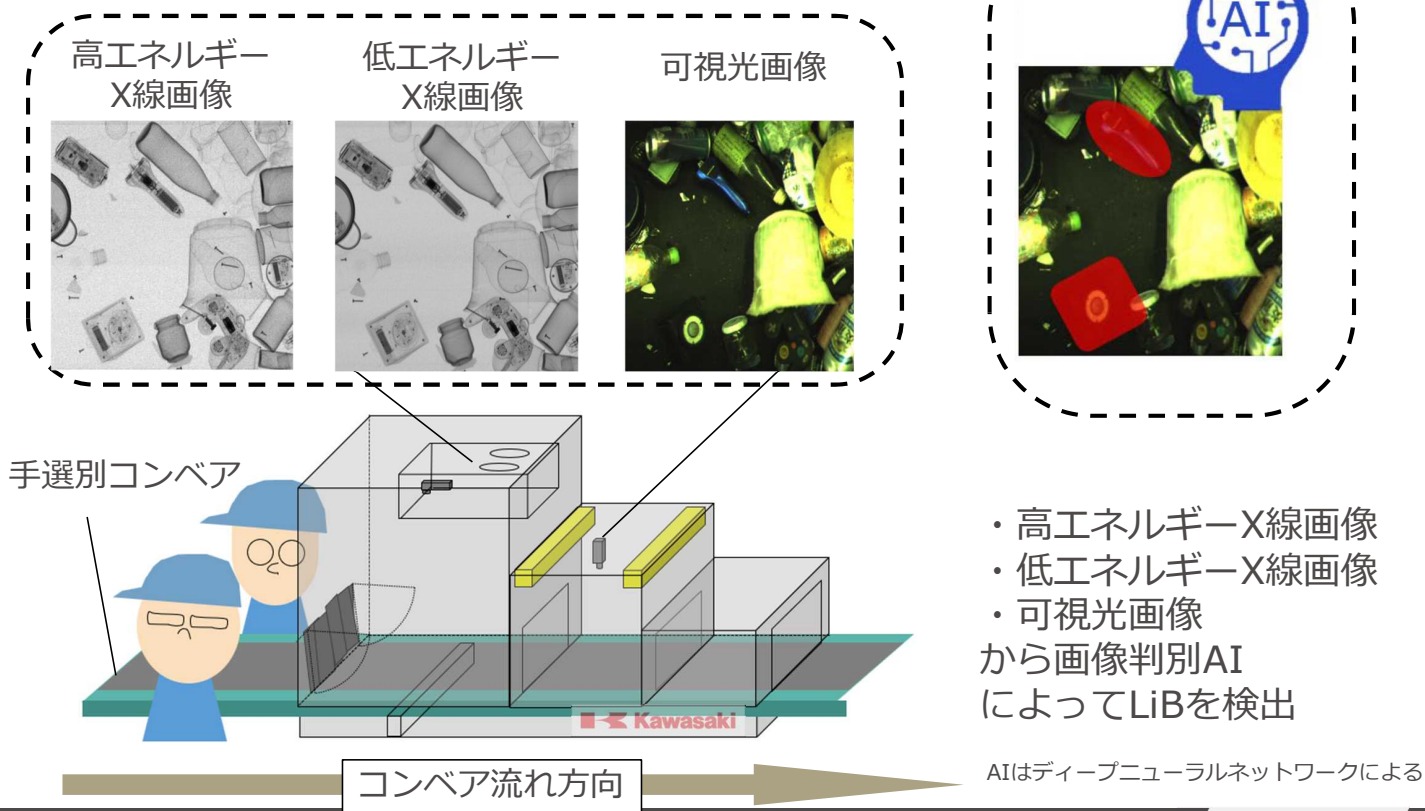 高エネルギー
X線画像
低エネルギー
X線画像
可視光画像
AI
手選別コンベア
・高エネルギーX線画像
・低エネルギーX線画像
・可視光画像
から画像判別AI
によってLiBを検出
Kawasaki
AIはディープニューラルネットワークによる
コンベア流れ方向